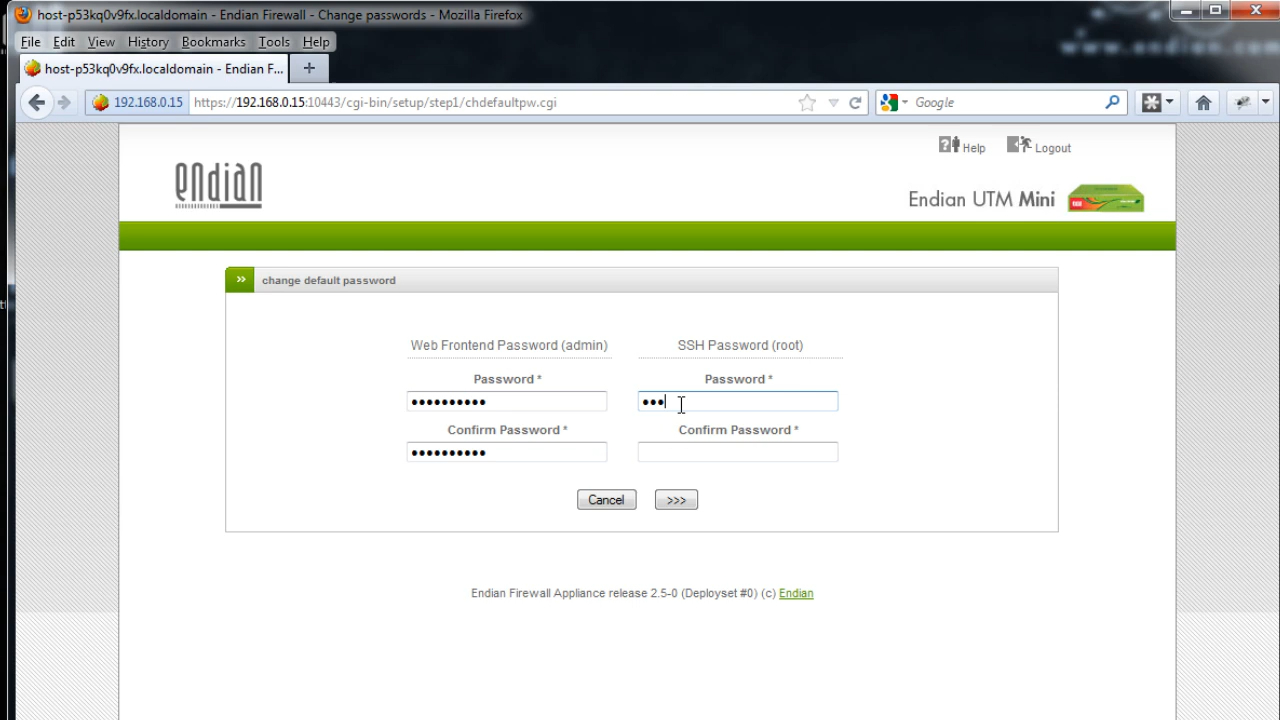 host-p53kq0v9fx.localdomain - Endian Firewall - Change passwords - Mozilla Firefox
www.endian.com
File Edit View History Bookmarks Tools Help
host-p53kq0v9fx.localdomain - Endian F... +
192.168.0.15 https://192.168.0.15:10443/cgi-bin/setup/step1/chdefaultpw.cgi Google
Help Logout
endian
Endian UTM Mini
>> change default password
Web Frontend Password (admin) SSH Password (root)
Password * Password *
•••••••••• •••
Confirm Password * Confirm Password *
••••••••••
Cancel >>>
Endian Firewall Appliance release 2.5-0 (Deployset #0) (c) Endian